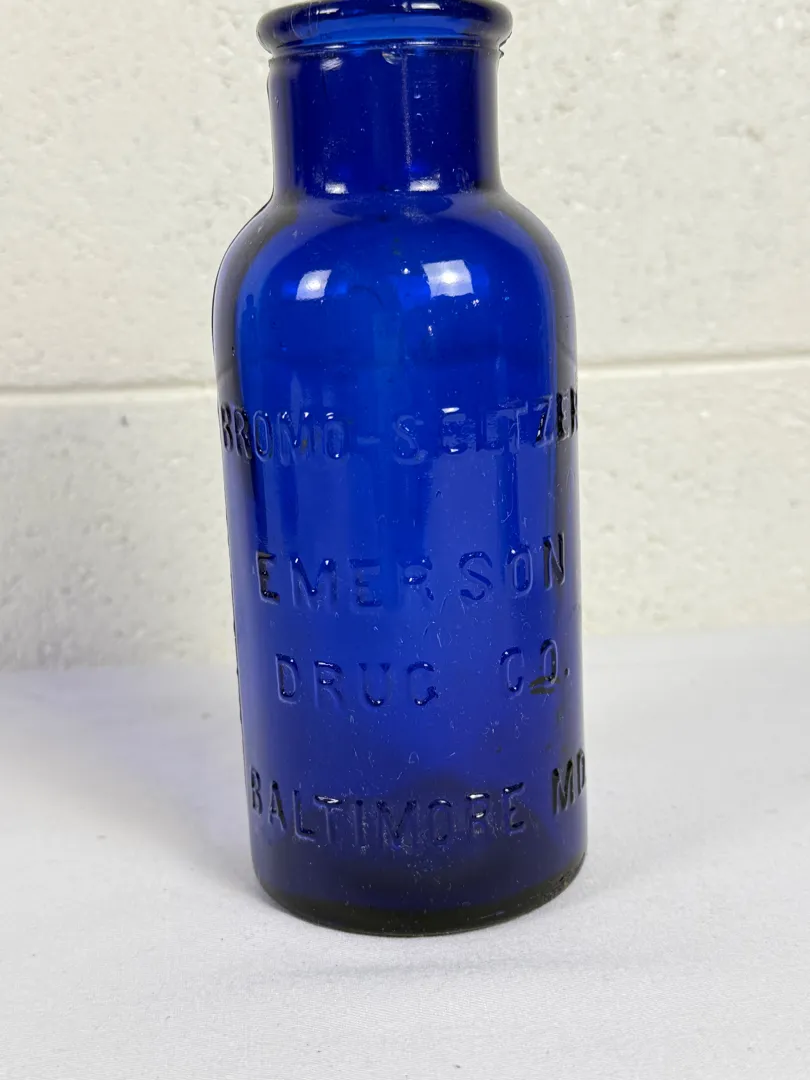 BROMO-SELTZER
EMERSON
DRUG CO.
BALTIMORE MD.